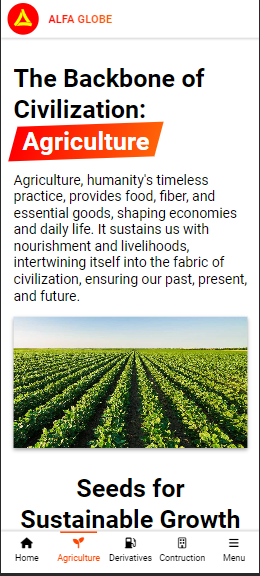 ALFA GLOBE
The Backbone of
Civilization:
Agriculture
Agriculture, humanity's timeless
practice, provides food, fiber, and
essential goods, shaping economies
and daily life. It sustains us with
nourishment and livelihoods,
intertwining itself into the fabric of
civilization, ensuring our past, present,
and future.
Seeds for
Sustainable Growth
Home Agriculture Derivatives Contruction Menu